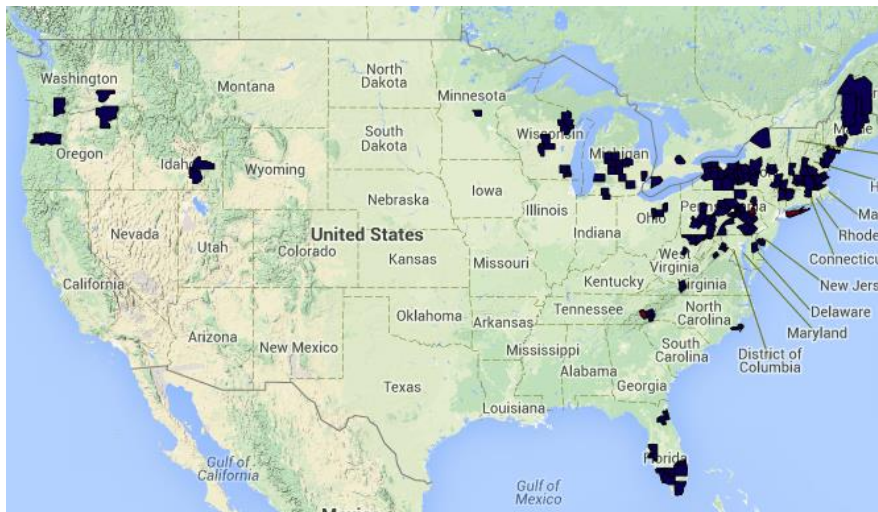 Washington
Montana
North
Dakota
Minnesota
Oregon
Idaho
South
Dakota
Wisconsin
Michigan
Wyoming
Nebraska
Iowa
Illinois
Indiana
Ohio
Nevada
Utah
Colorado
United States
Kansas
Missouri
West
Virginia
Virginia
Kentucky
California
Arizona
New Mexico
Oklahoma
Arkansas
Tennessee
North
Carolina
South
Carolina
Mississippi
Alabama
Georgia
Texas
Louisiana
Florida
Rhode
Connecticu
New Jers
Delaware
Maryland
District of
Columbia
Gulf of
California
Gulf of
Mexico